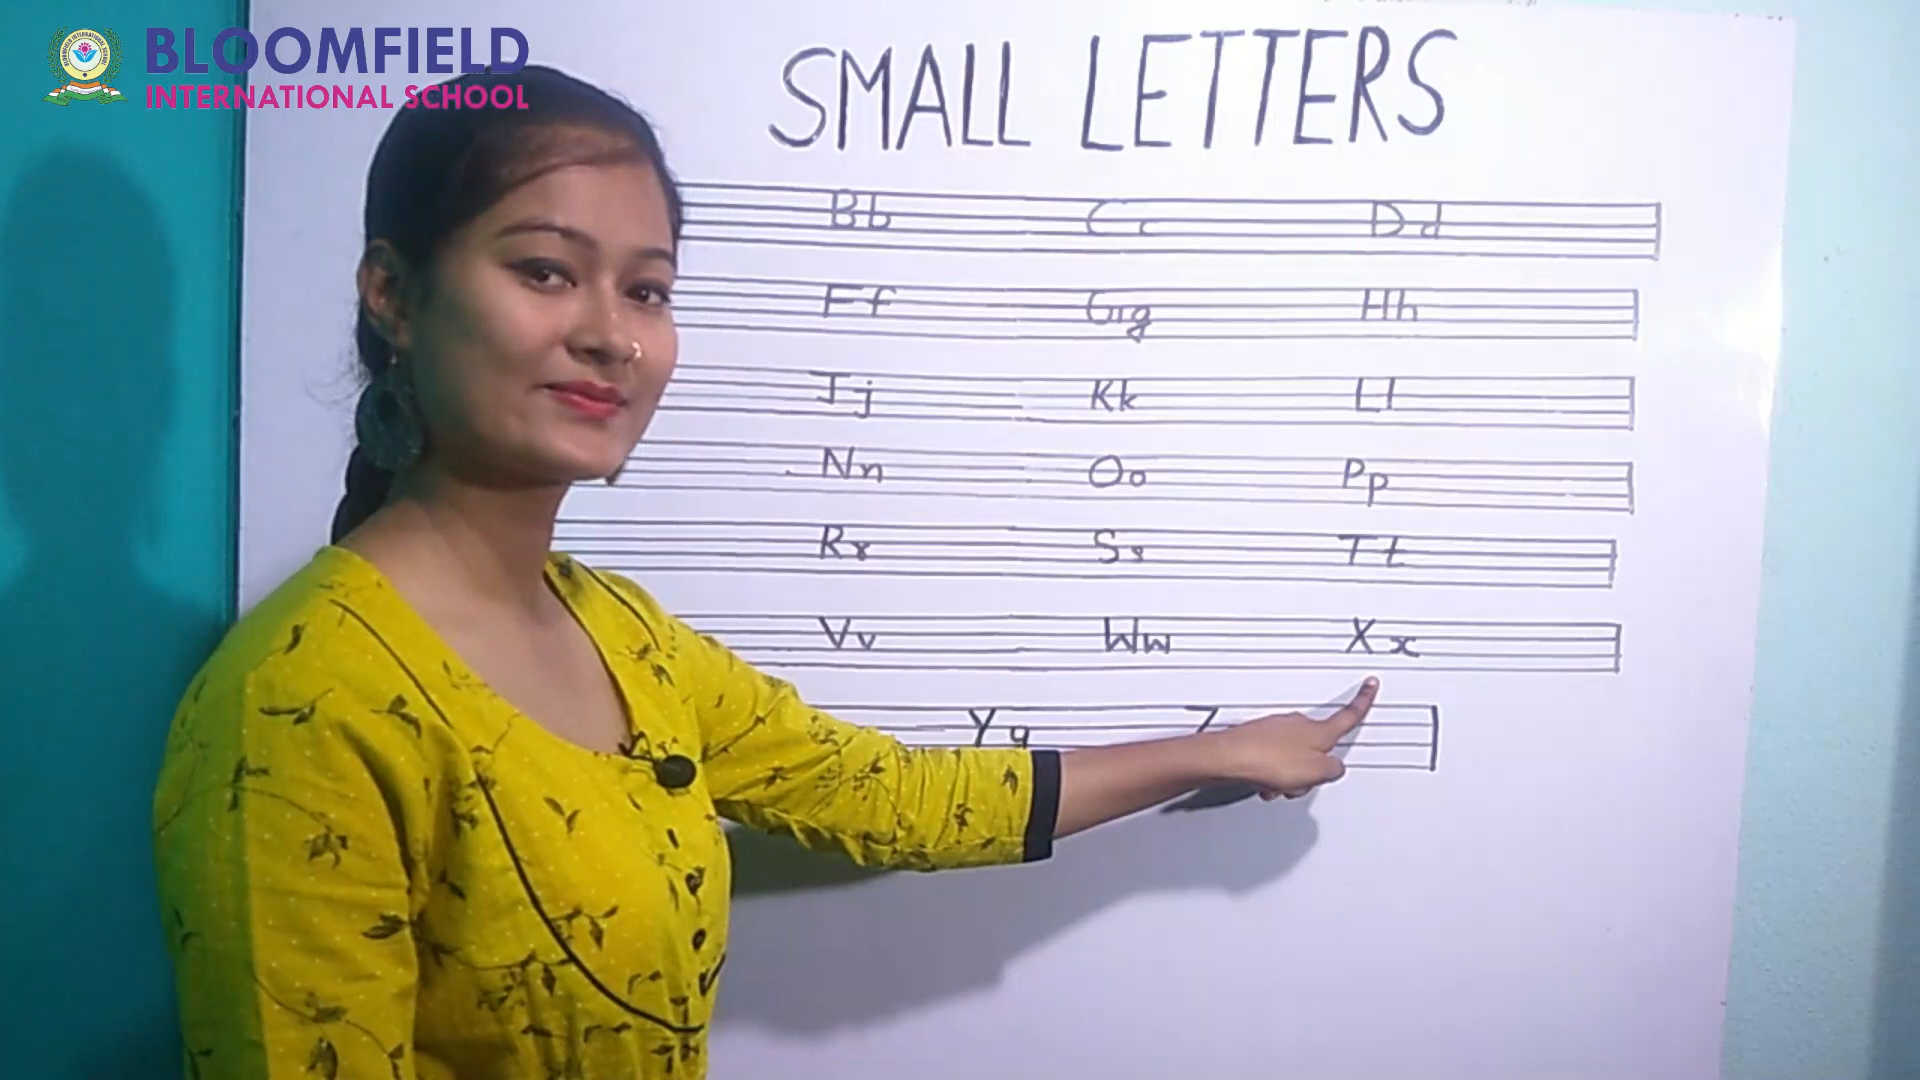 BLOOMFIELD
INTERNATIONAL SCHOOL
SMALL LETTERS
Bb Cc Dd
Ff Gg Hh
Jj Kk Ll
Nn Oo Pp
Rr Ss Tt
Vv Ww Xx
Yy Z